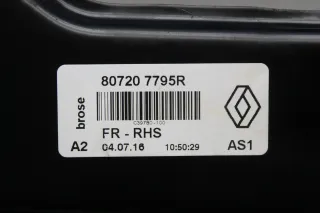 80720 7795R
brose
FR - RHS
A2
04.07.16
10:50:29
AS1